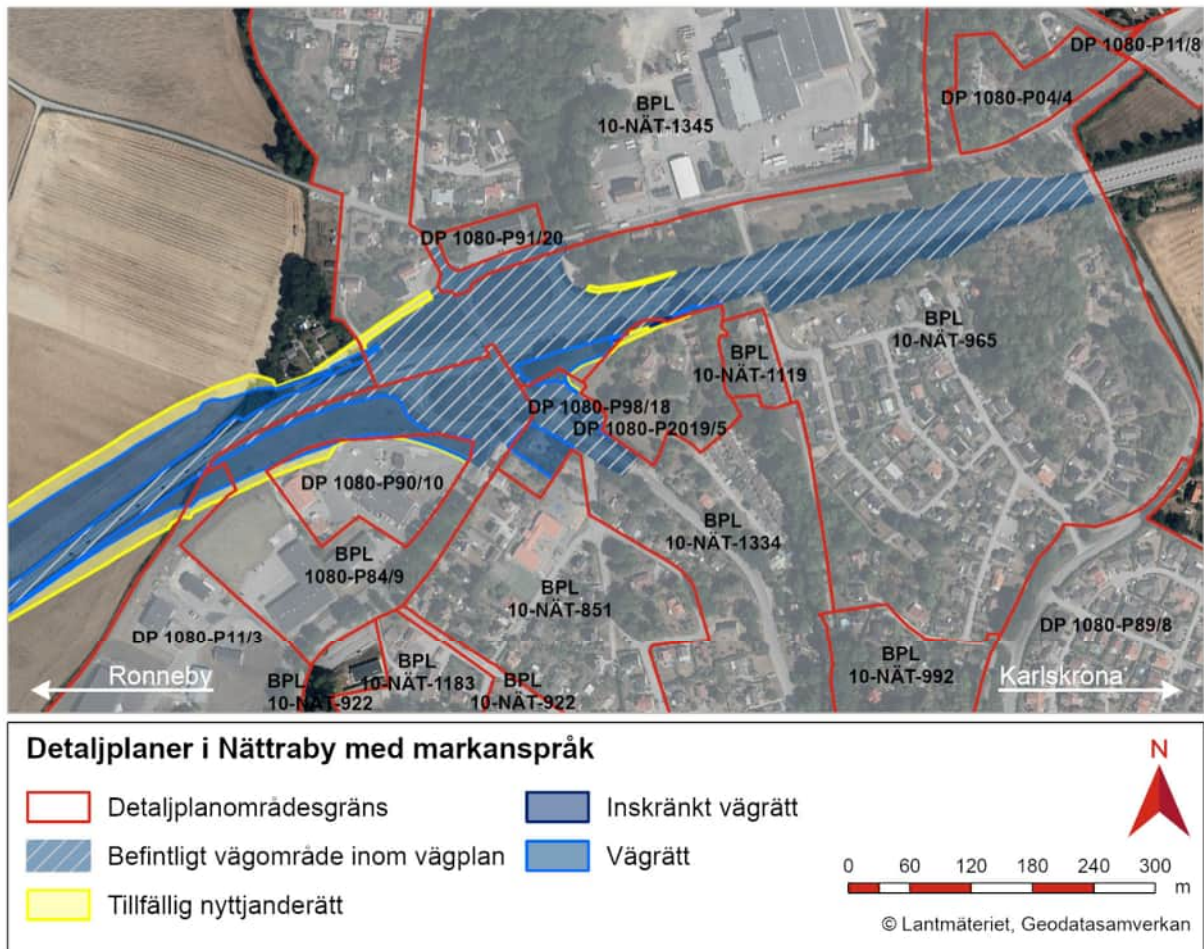 DP 1080-P11/8
DP 1080-P04/4
BPL
10-NÄT-1345
DP 1080-P91/20
BPL
10-NÄT-965
BPL
10-NÄT-1119
DP 1080-P98/18
DP 1080-P2019/5
DP 1080-P90/10
BPL
10-NÄT-1334
BPL
1080-P84/9
BPL
10-NÄT-851
DP 1080-P11/3
DP 1080-P89/8
BPL
10-NÄT-1183
BPL
10-NÄT-922
BPL
10-NÄT-922
BPL
10-NÄT-992
Ronneby
Karlskrona
Detaljplaner i Nättraby med markanspråk
Detaljplanområdesgräns
Befintligt vägområde inom vägplan
Tillfällig nyttjanderätt
Inskränkt vägrätt
Vägrätt
N
0 60 120 180 240 300
m
© Lantmäteriet, Geodatasamverkan